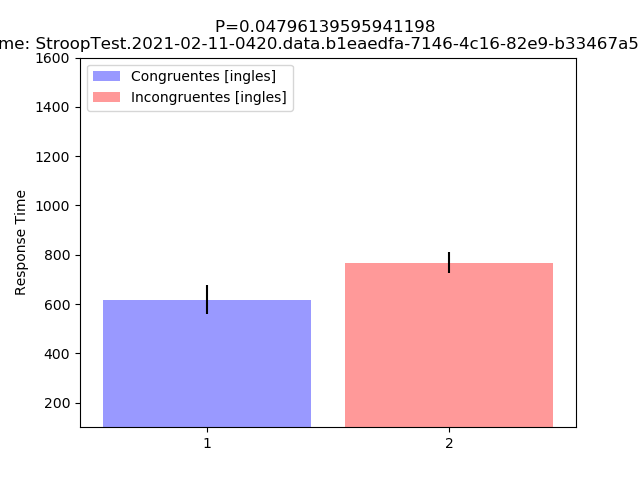 P=0.04796139595941198
me: StroopTest.2021-02-11-0420.data.b1eaedfa-7146-4c16-82e9-b33467a5
1600
1400
1200
1000
800
600
400
200
Response Time
Congruentes [ingles]
Incongruentes [ingles]
1 2